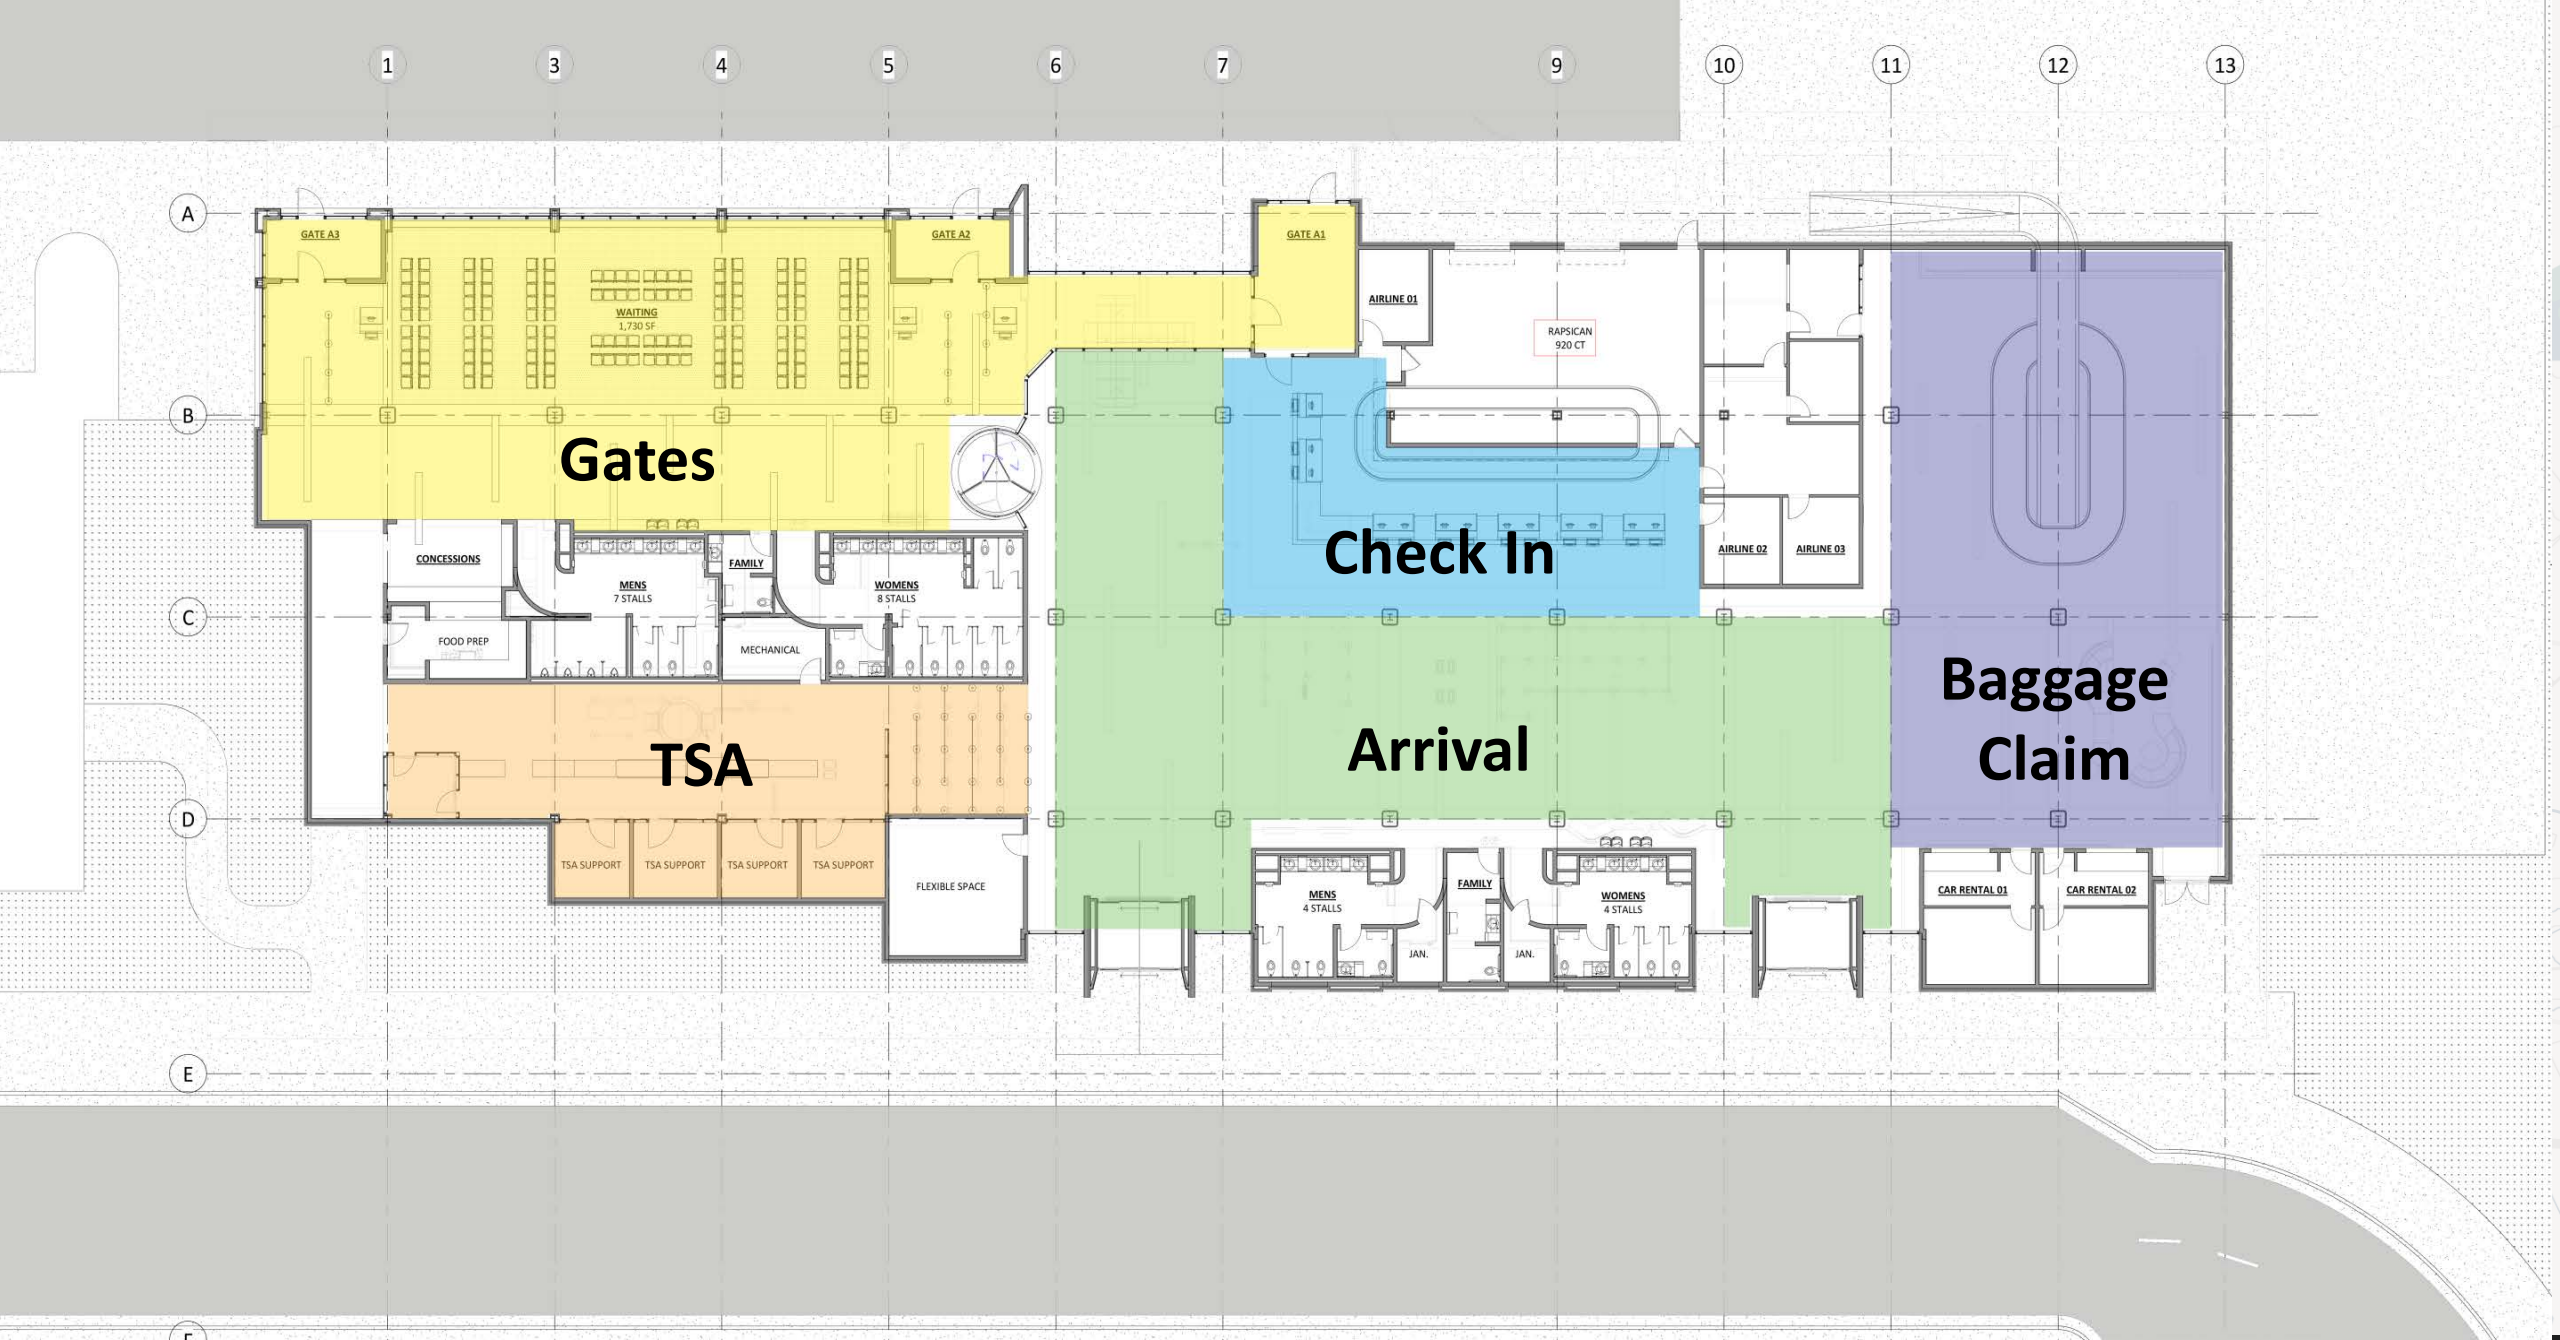 1
3
4
5
6
7
9
10
11
12
13
A
GATE A3
GATE A2
GATE A1
WAITING
1,730 SF
AIRLINE 01
RAPSICAN
920 CT
B
Gates
Check In
CONCESSIONS
MENS
7 STALLS
FAMILY
WOMENS
8 STALLS
AIRLINE 02
AIRLINE 03
C
FOOD PREP
MECHANICAL
TSA
Arrival
Baggage
Claim
D
TSA SUPPORT
TSA SUPPORT
TSA SUPPORT
TSA SUPPORT
FLEXIBLE SPACE
MENS
4 STALLS
FAMILY
WOMENS
4 STALLS
CAR RENTAL 01
CAR RENTAL 02
JAN.
JAN.
E